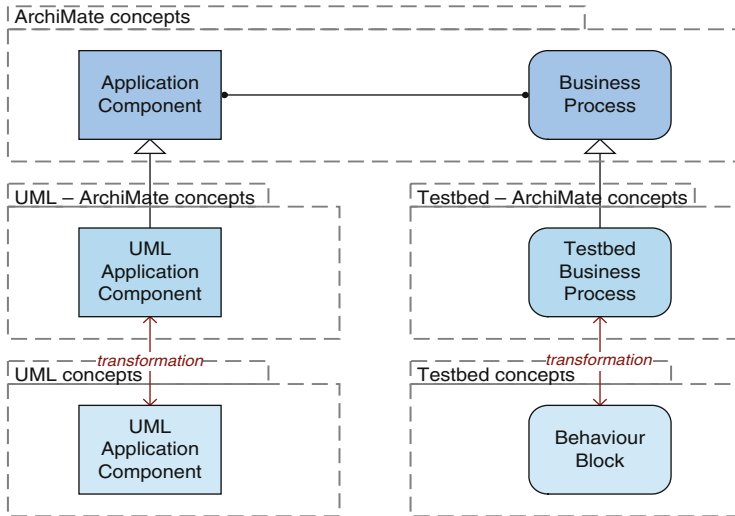 ArchiMate concepts
Application
Component
Business
Process
UML – ArchiMate concepts
Testbed – ArchiMate concepts
UML
Application
Component
Testbed
Business
Process
transformation
transformation
UML concepts
Testbed concepts
UML
Application
Component
Behaviour
Block